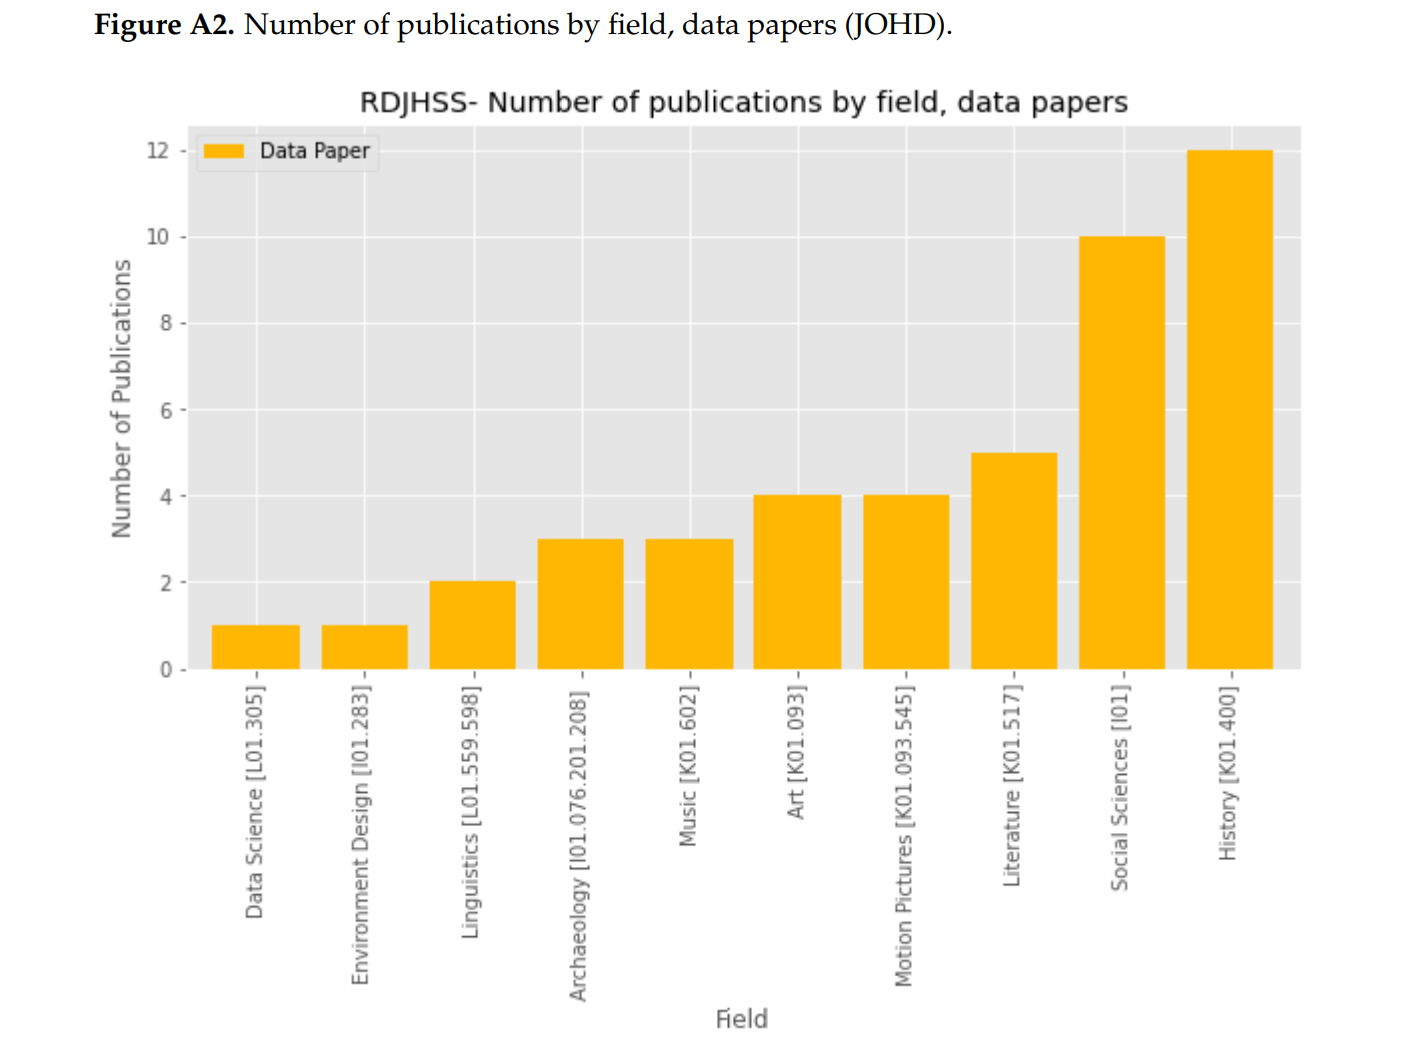 Figure A2. Number of publications by field, data papers (JOHD).
RDJHSS- Number of publications by field, data papers
Data Paper
12
10
8
6
4
2
0
Number of Publications
Data Science [L01.305]
Environment Design [I01.283]
Linguistics [L01.559.598]
Archaeology [I01.076.201.208]
Music [K01.602]
Art [K01.093]
Motion Pictures [K01.093.545]
Literature [K01.517]
Social Sciences [I01]
History [K01.400]
Field